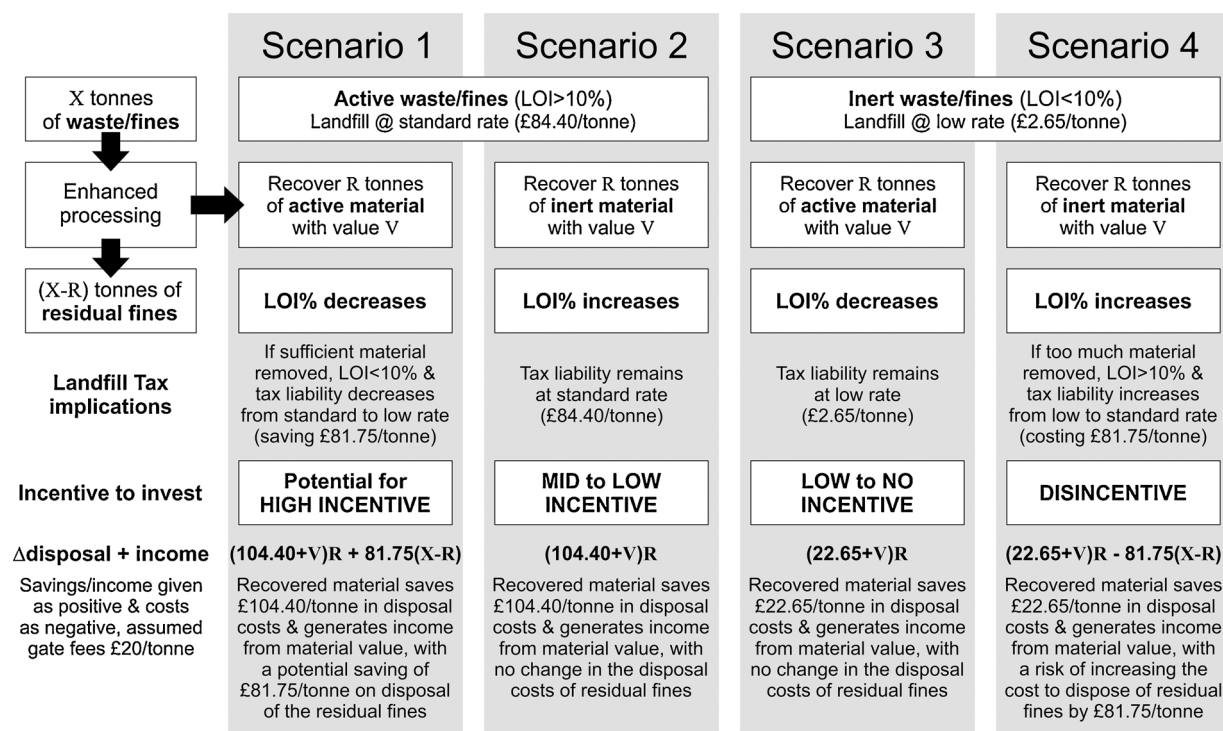 Scenario 1
Scenario 2
Scenario 3
Scenario 4
X tonnes
of waste/fines
Active waste/fines (LOI>10%)
Landfill @ standard rate (£84.40/tonne)
Inert waste/fines (LOI<10%)
Landfill @ low rate (£2.65/tonne)
Enhanced
processing
Recover R tonnes
of active material
with value V
Recover R tonnes
of inert material
with value V
Recover R tonnes
of active material
with value V
Recover R tonnes
of inert material
with value V
(X-R) tonnes of
residual fines
LOI% decreases
LOI% increases
LOI% decreases
LOI% increases
Landfill Tax
implications
If sufficient material
removed, LOI<10% &
tax liability decreases
from standard to low rate
(saving £81.75/tonne)
Tax liability remains
at standard rate
(£84.40/tonne)
Tax liability remains
at low rate
(£2.65/tonne)
If too much material
removed, LOI>10% &
tax liability increases
from low to standard rate
(costing £81.75/tonne)
Incentive to invest
Potential for
HIGH INCENTIVE
MID to LOW
INCENTIVE
LOW to NO
INCENTIVE
DISINCENTIVE
Δdisposal + income
(104.40+V)R + 81.75(X-R)
(104.40+V)R
(22.65+V)R
(22.65+V)R - 81.75(X-R)
Savings/income given
as positive & costs
as negative, assumed
gate fees £20/tonne
Recovered material saves
£104.40/tonne in disposal
costs & generates income
from material value, with
a potential saving of
£81.75/tonne on disposal
of the residual fines
Recovered material saves
£104.40/tonne in disposal
costs & generates income
from material value, with
no change in the disposal
costs of residual fines
Recovered material saves
£22.65/tonne in disposal
costs & generates income
from material value, with
no change in the disposal
costs of residual fines
Recovered material saves
£22.65/tonne in disposal
costs & generates income
from material value, with
a risk of increasing the
cost to dispose of residual
fines by £81.75/tonne